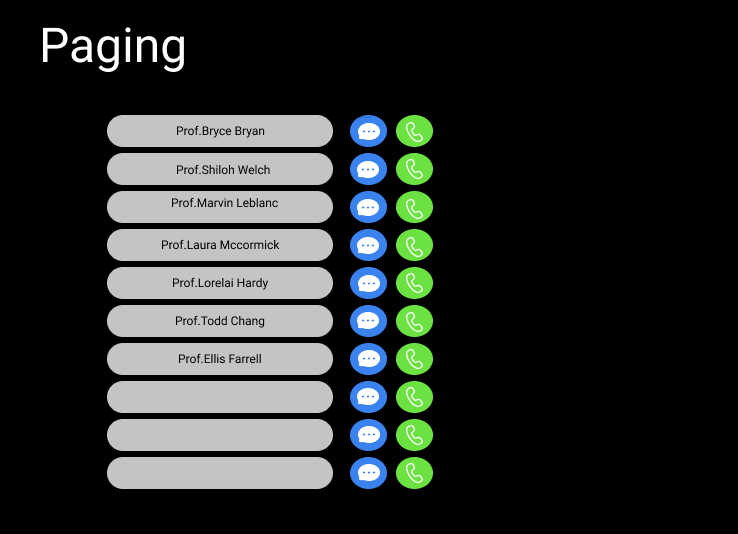 Paging
Prof.Bryce Bryan
Prof.Shiloh Welch
Prof.Marvin Leblanc
Prof.Laura Mccormick
Prof.Lorelai Hardy
Prof.Todd Chang
Prof.Ellis Farrell